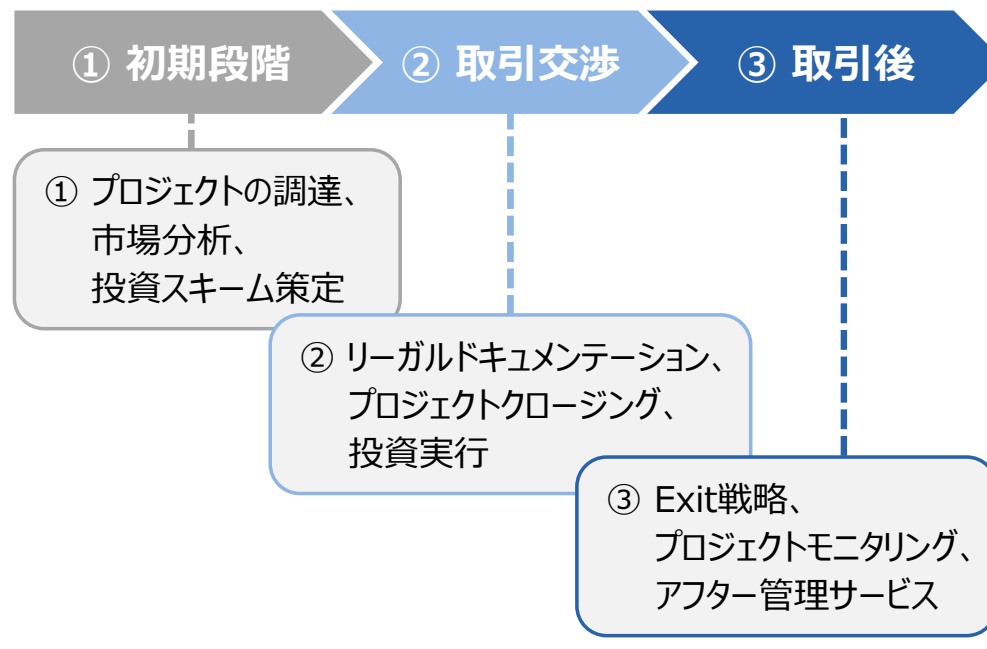 ① 初期段階
② 取引交渉
③ 取引後
① プロジェクトの調達、
市場分析、
投資スキーム策定
② リーガルドキュメンテーション、
プロジェクトクロージング、
投資実行
③ Exit戦略、
プロジェクトモニタリング、
アフター管理サービス